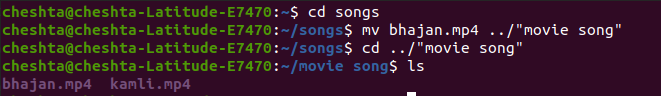 cheshta@cheshta-Latitude-E7470:~$ cd songs
cheshta@cheshta-Latitude-E7470:~/songs$ mv bhajan.mp4 ../"movie song"
cheshta@cheshta-Latitude-E7470:~/songs$ cd ../"movie song"
cheshta@cheshta-Latitude-E7470:~/movie song$ ls
bhajan.mp4  kamli.mp4